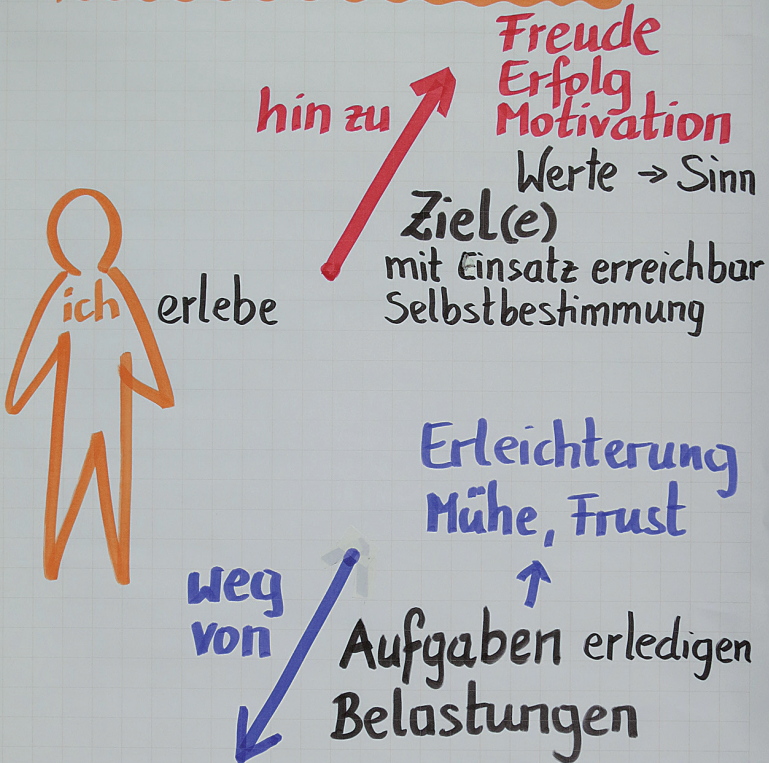 Freude
Erfolg
hin zu
Motivation
Werte → Sinn
Ziel(e)
mit Einsatz erreichbar
ich erlebe
Selbstbestimmung
Erleichterung
Mühe, Frust
weg
von
Aufgaben erledigen
Belastungen